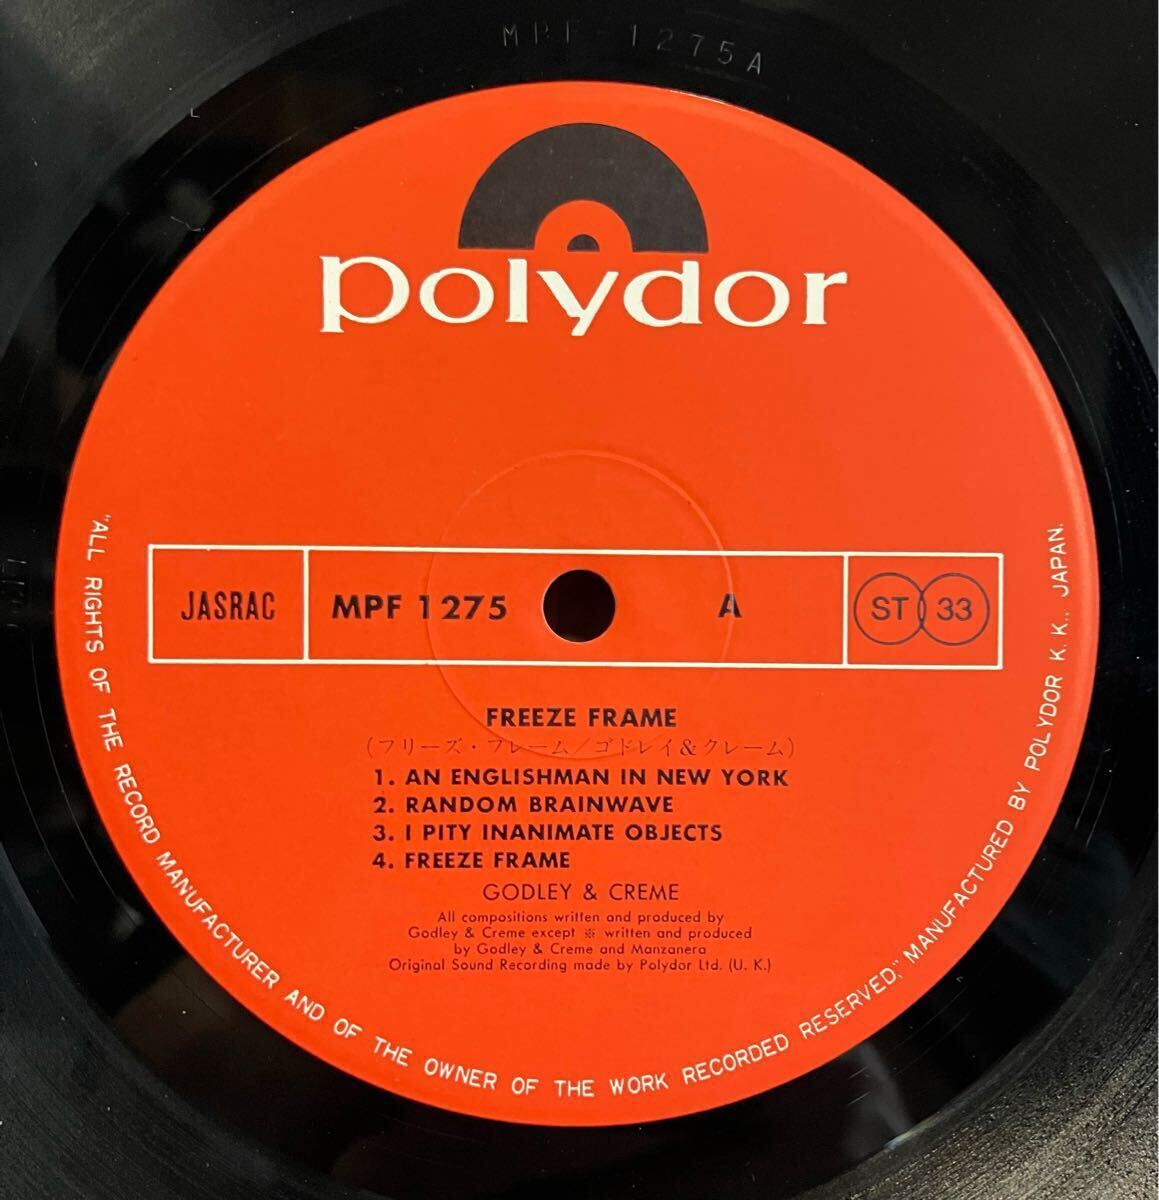 MPF-1275A
polydor
JASRAC MPF 1275 A ST 33
FREEZE FRAME
(フリーズ・フレーム/ゴドレイ&クレーム)
1. AN ENGLISHMAN IN NEW YORK
2. RANDOM BRAINWAVE
3. I PITY INANIMATE OBJECTS
4. FREEZE FRAME
GODLEY & CREME
All compositions written and produced by
Godley & Creme except ※ written and produced
by Godley & Creme and Manzanera
Original Sound Recording made by Polydor Ltd. (U. K.)
"ALL RIGHTS OF THE RECORD MANUFACTURER AND OF THE OWNER OF THE WORK RECORDED RESERVED," MANUFACTURED BY POLYDOR K. K., JAPAN.